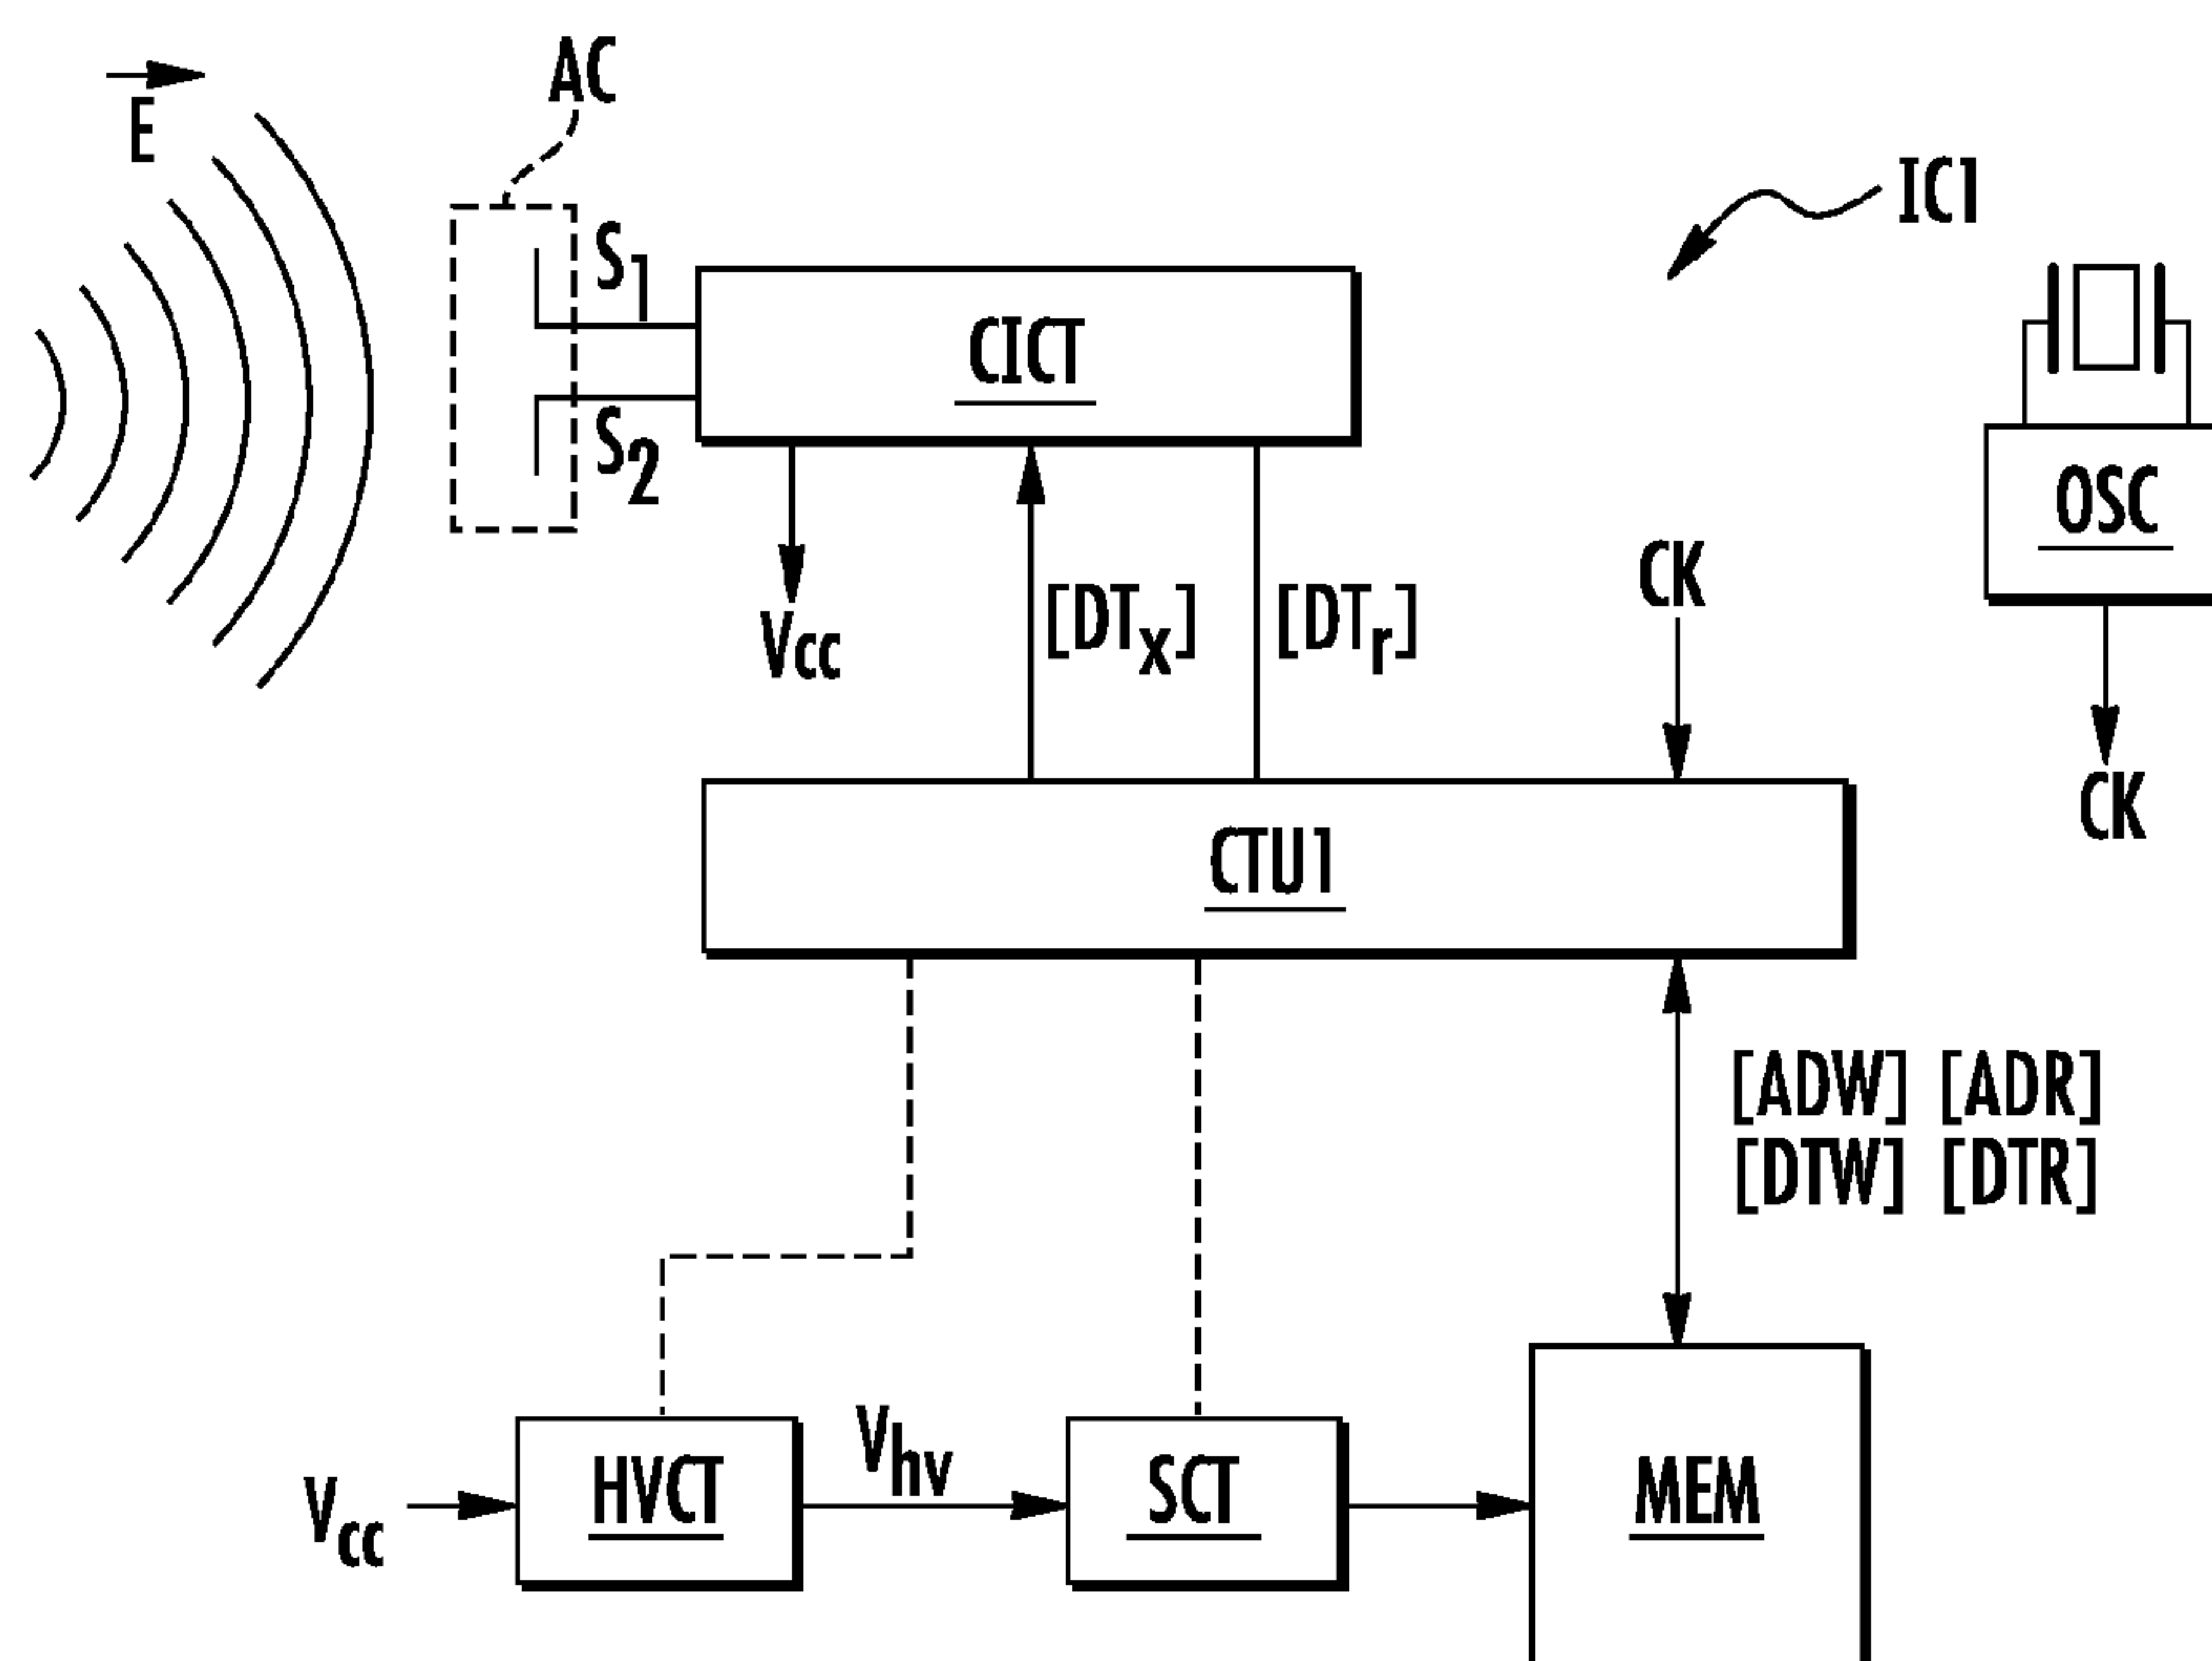 AC
E
IC1
S1
CICT
S2
OSC
CK
[DTx] [DTr]
Vcc
CK
CTU1
[ADW] [ADR]
[DTW] [DTR]
Vhv
HVCT
SCT
MEM
Vcc